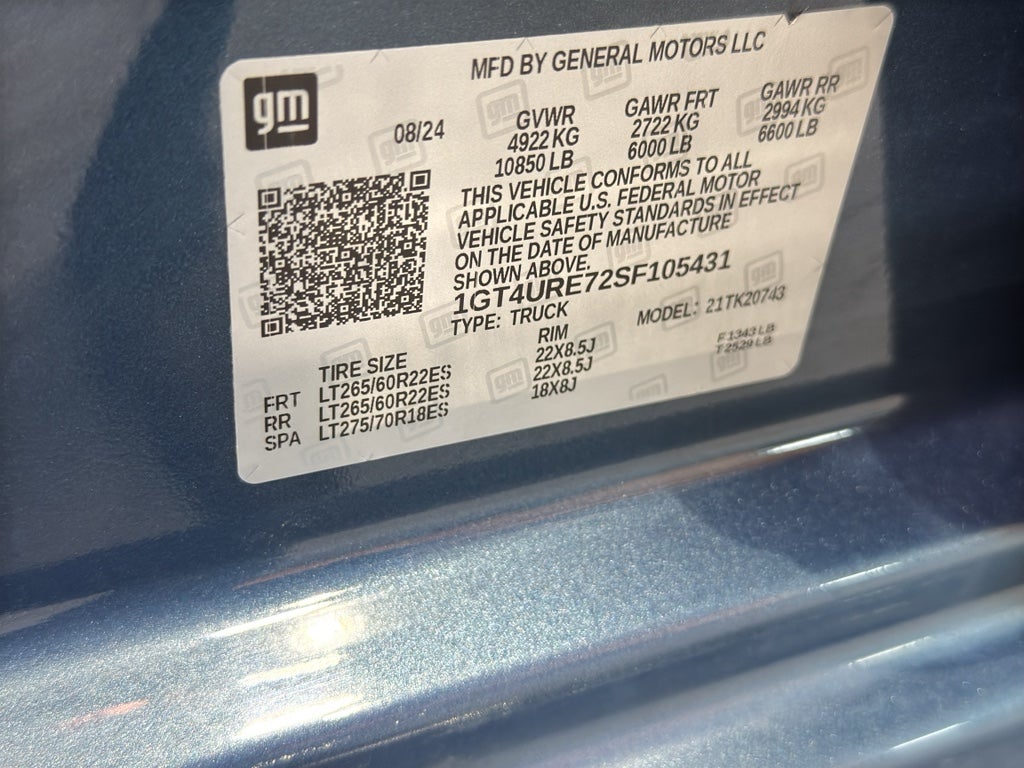 gm
MFD BY GENERAL MOTORS LLC
08/24
GVWR GAWR FRT GAWR RR
4922 KG 2722 KG 2994 KG
10850 LB 6000 LB 6600 LB
THIS VEHICLE CONFORMS TO ALL
APPLICABLE U.S. FEDERAL MOTOR
VEHICLE SAFETY STANDARDS IN EFFECT
ON THE DATE OF MANUFACTURE
SHOWN ABOVE.
1GT4URE72SF105431
TYPE: TRUCK MODEL: 21TK20743
TIRE SIZE RIM
FRT LT265/60R22ES 22X8.5J
RR LT265/60R22ES 22X8.5J
SPA LT275/70R18ES 18X8J
F 1343 LB
T 2529 LB